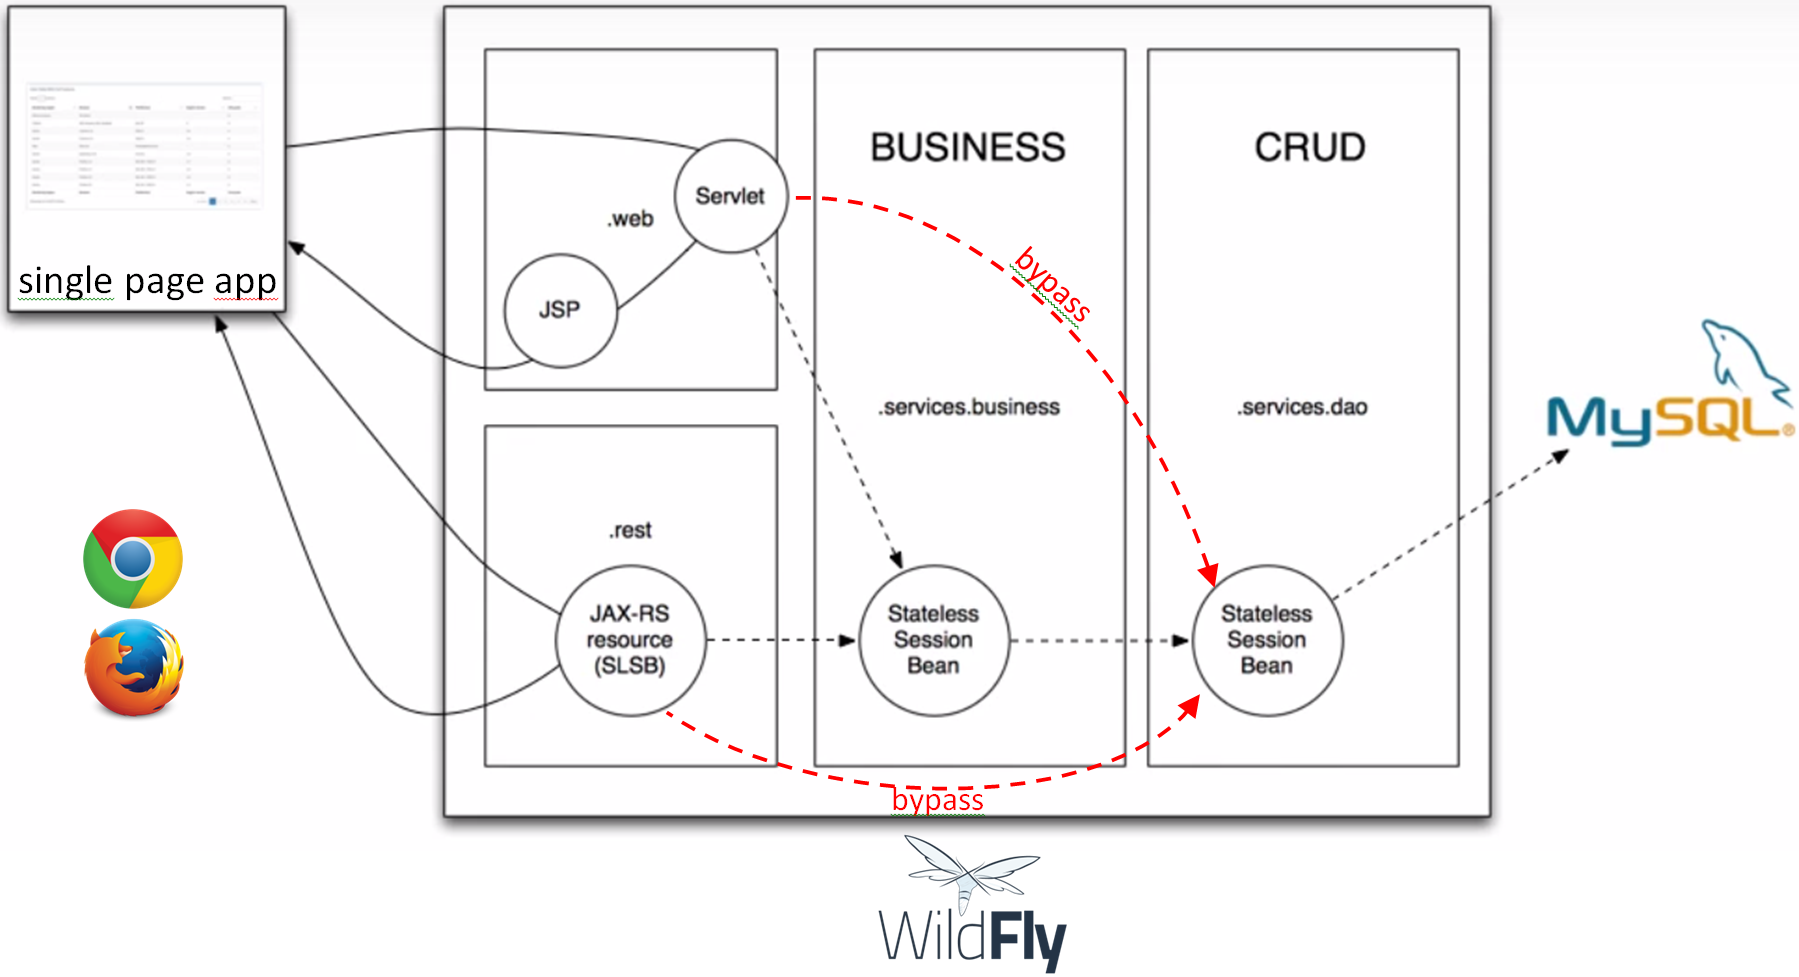 single page app
.web
Servlet
JSP
.rest
JAX-RS
resource
(SLSB)
BUSINESS
.services.business
Stateless
Session
Bean
CRUD
.services.dao
Stateless
Session
Bean
bypass
bypass
MySQL®
WildFly